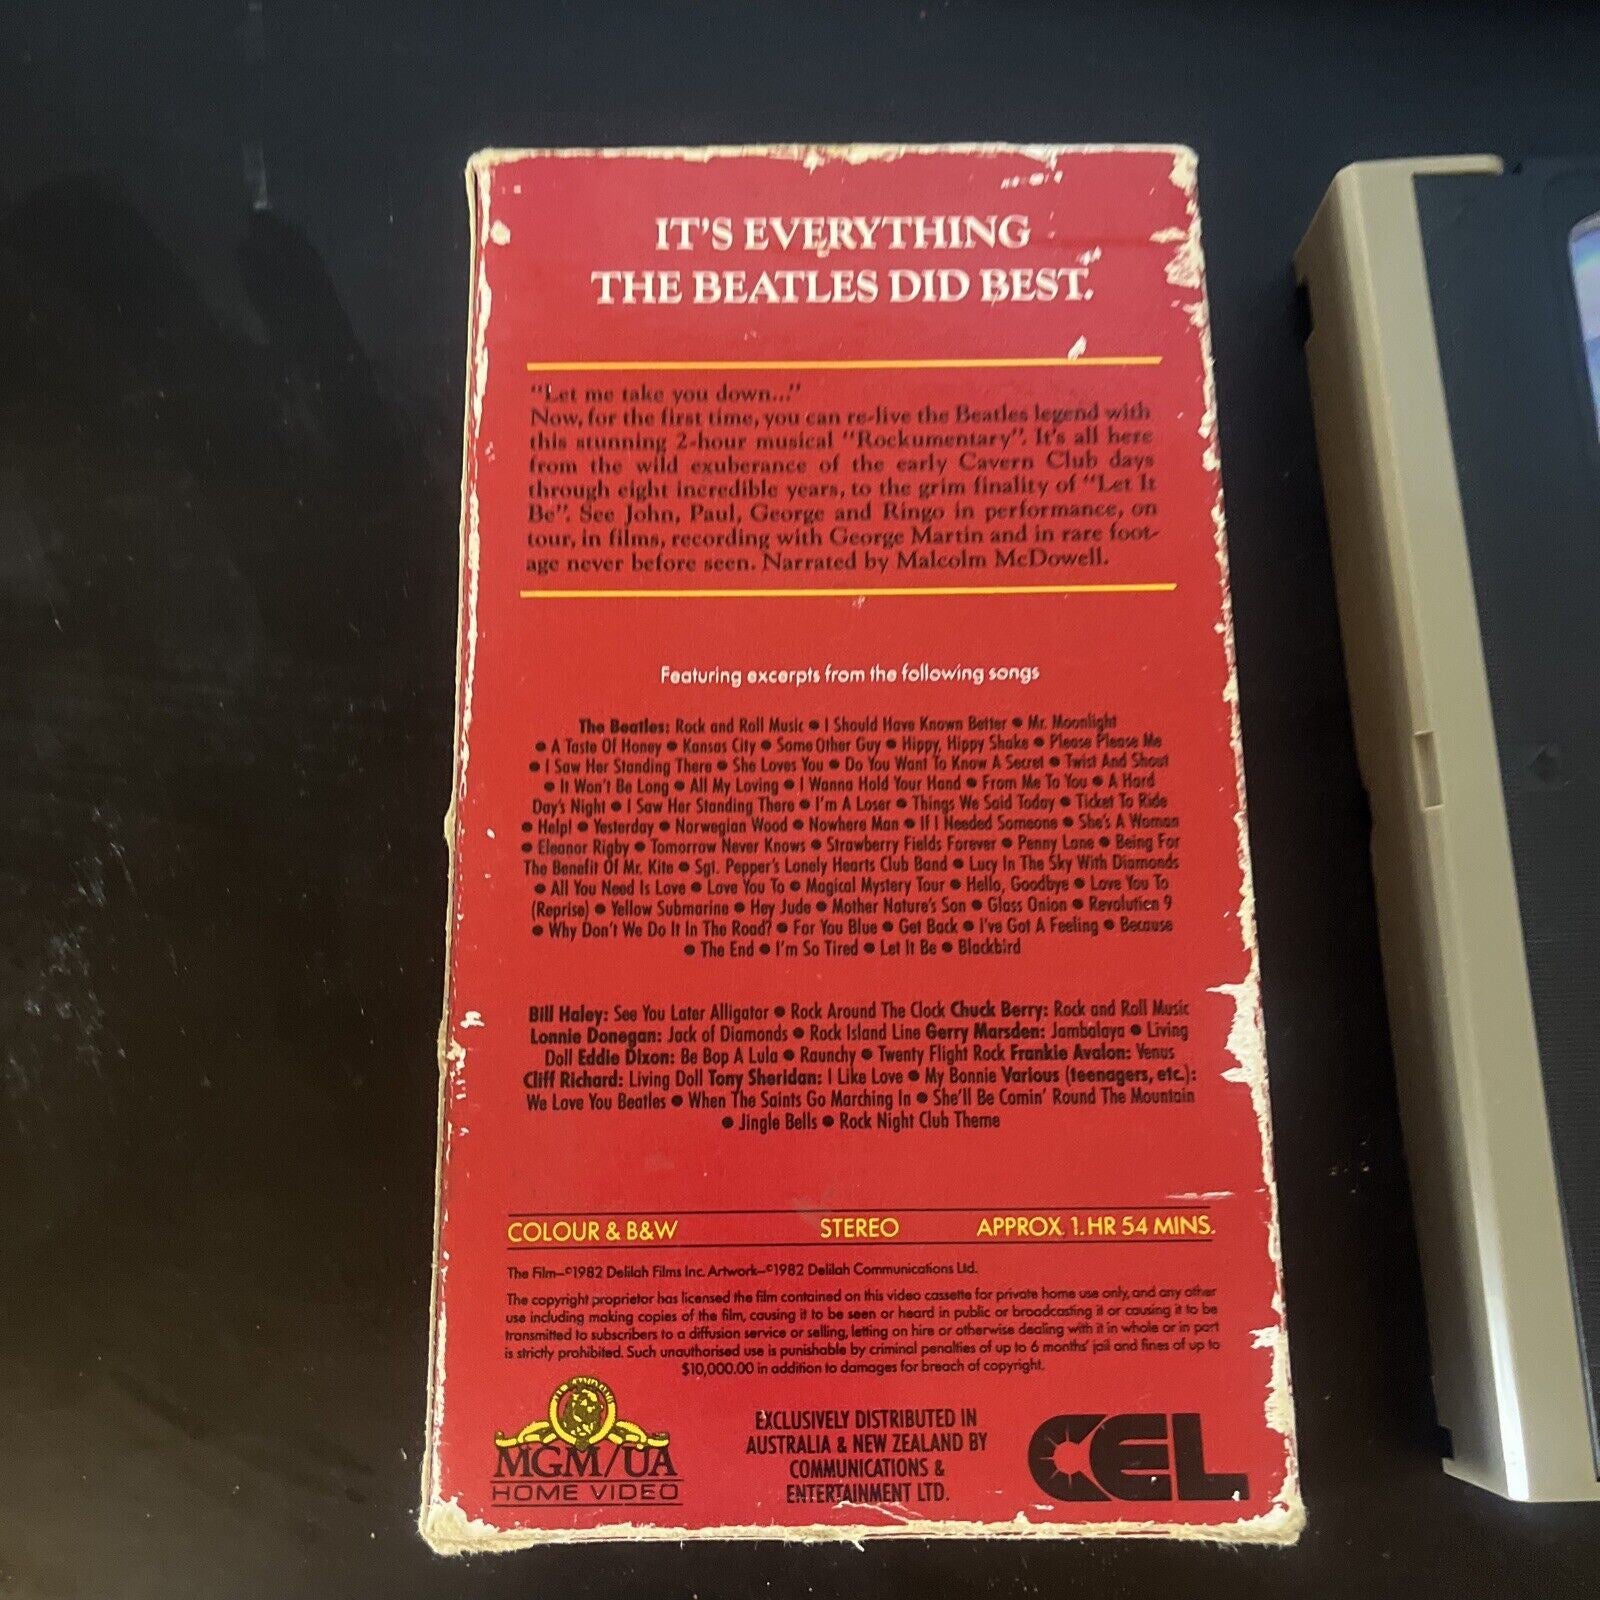 IT'S EVERYTHING
THE BEATLES DID BEST.
"Let me take you down..."
Now, for the first time, you can re-live the Beatles legend with
this stunning 2-hour musical "Rockumentary". It's all here
from the wild exuberance of the early Cavern Club days
through eight incredible years, to the grim finality of "Let It
Be". See John, Paul, George and Ringo in performance, on
tour, in films, recording with George Martin and in rare foot-
age never before seen. Narrated by Malcolm McDowell.
Featuring excerpts from the following songs
The Beatles: Rock and Roll Music ● I Should Have Known Better ● Mr. Moonlight
● A Taste Of Honey ● Kansas City ● Some Other Guy ● Hippy, Hippy Shake ● Please Please Me
● I Saw Her Standing There ● She Loves You ● Do You Want To Know A Secret ● Twist And Shout
● It Won't Be Long ● All My Loving ● I Wanna Hold Your Hand ● From Me To You ● A Hard
Day's Night ● I Saw Her Standing There ● I'm A Loser ● Things We Said Today ● Ticket To Ride
● Help! ● Yesterday ● Norwegian Wood ● Nowhere Man ● If I Needed Someone ● She's A Woman
● Eleanor Rigby ● Tomorrow Never Knows ● Strawberry Fields Forever ● Penny Lane ● Being For
The Benefit Of Mr. Kite ● Sgt. Pepper's Lonely Hearts Club Band ● Lucy In The Sky With Diamonds
● All You Need Is Love ● Love You To ● Magical Mystery Tour ● Hello, Goodbye ● Love You To
(Reprise) ● Yellow Submarine ● Hey Jude ● Mother Nature's Son ● Glass Onion ● Revolution 9
● Why Don't We Do It In The Road? ● For You Blue ● Get Back ● I've Got A Feeling ● Because
● The End ● I'm So Tired ● Let It Be ● Blackbird
Bill Haley: See You Later Alligator ● Rock Around The Clock Chuck Berry: Rock and Roll Music
Lonnie Donegan: Jack of Diamonds ● Rock Island Line Gerry Marsden: Jambalaya ● Living
Doll Eddie Dixon: Be Bop A Lula ● Raunchy ● Twenty Flight Rock Frankie Avalon: Venus
Cliff Richard: Living Doll Tony Sheridan: I Like Love ● My Bonnie Various (teenagers, etc.):
We Love You Beatles ● When The Saints Go Marching In ● She'll Be Comin' Round The Mountain
● Jingle Bells ● Rock Night Club Theme
COLOUR & B&W STEREO APPROX. 1. HR 54 MINS.
The Film—©1982 Delilah Films Inc. Artwork—©1982 Delilah Communications Ltd.
The copyright proprietor has licensed the film contained on this video cassette for private home use only, and any other
use including making copies of the film, causing it to be seen or heard in public or broadcasting it or causing it to be
transmitted to subscribers to a diffusion service or selling, letting on hire or otherwise dealing with it in whole or in part
is strictly prohibited. Such unauthorised use is punishable by criminal penalties of up to 6 months' jail and fines of up to
$10,000.00 in addition to damages for breach of copyright.
MGM/UA
HOME VIDEO
EXCLUSIVELY DISTRIBUTED IN
AUSTRALIA & NEW ZEALAND BY
COMMUNICATIONS &
ENTERTAINMENT LTD.
CEL